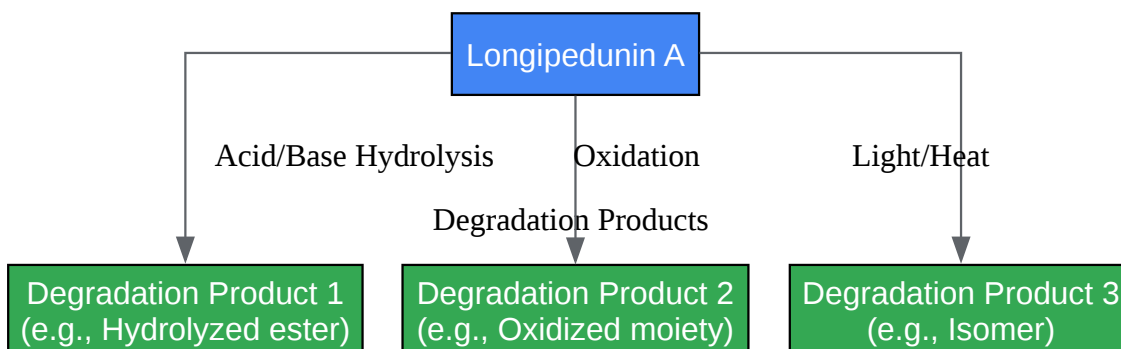 Longipedunin A
Acid/Base Hydrolysis
Oxidation
Light/Heat
Degradation Products
Degradation Product 1
(e.g., Hydrolyzed ester)
Degradation Product 2
(e.g., Oxidized moiety)
Degradation Product 3
(e.g., Isomer)